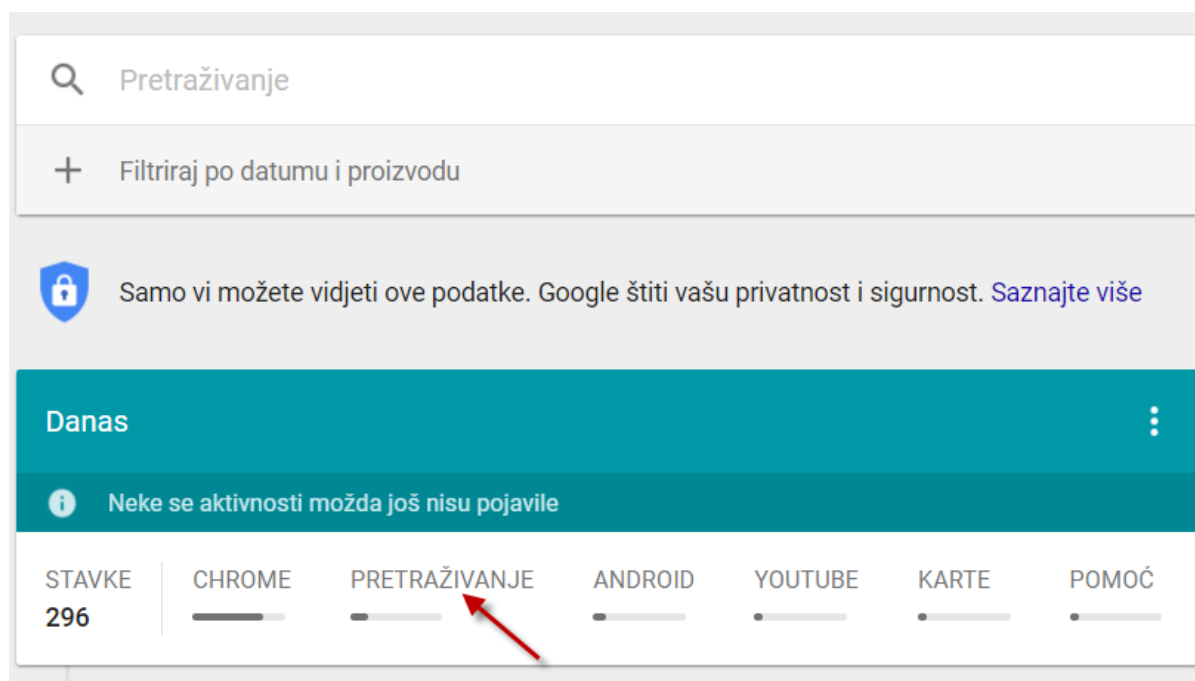 Pretraživanje
Filtriraj po datumu i proizvodu
Samo vi možete vidjeti ove podatke. Google štiti vašu privatnost i sigurnost. Saznajte više
Danas
Neke se aktivnosti možda još nisu pojavile
STAVKE CHROME PRETRAŽIVANJE ANDROID YOUTUBE KARTE POMOĆ
296